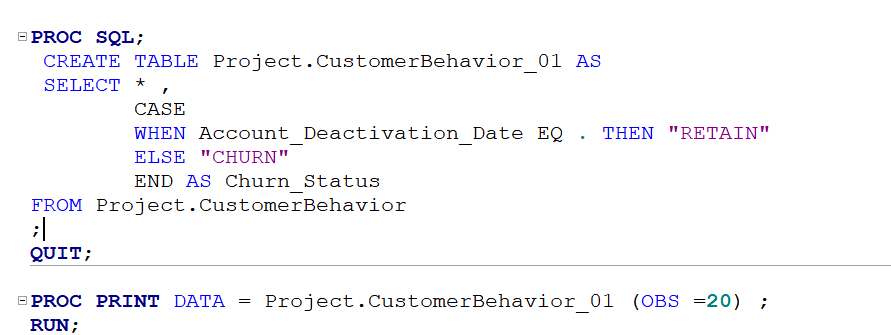 PROC SQL;
CREATE TABLE Project.CustomerBehavior_01 AS
SELECT * ,
CASE
WHEN Account_Deactivation_Date EQ . THEN "RETAIN"
ELSE "CHURN"
END AS Churn_Status
FROM Project.CustomerBehavior
;
QUIT;
PROC PRINT DATA = Project.CustomerBehavior_01 (OBS =20) ;
RUN;